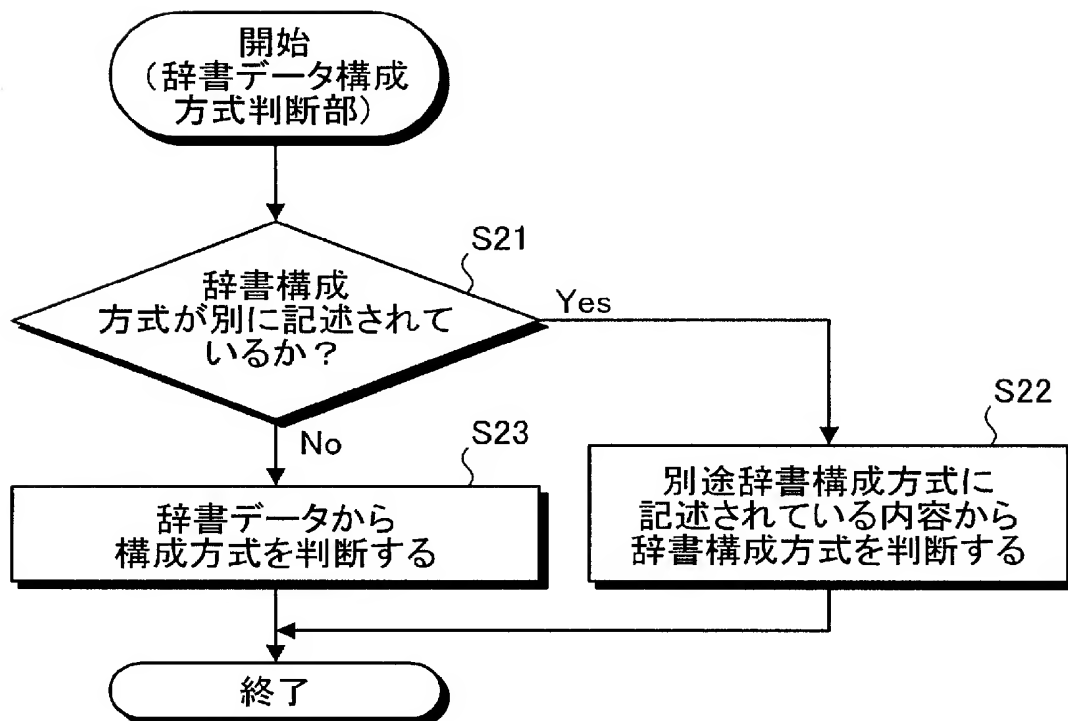 開始
（辞書データ構成
方式判断部）
S21
辞書構成
方式が別に記述されて
いるか？
Yes
No
S22
別途辞書構成方式に
記述されている内容から
辞書構成方式を判断する
S23
辞書データから
構成方式を判断する
終了